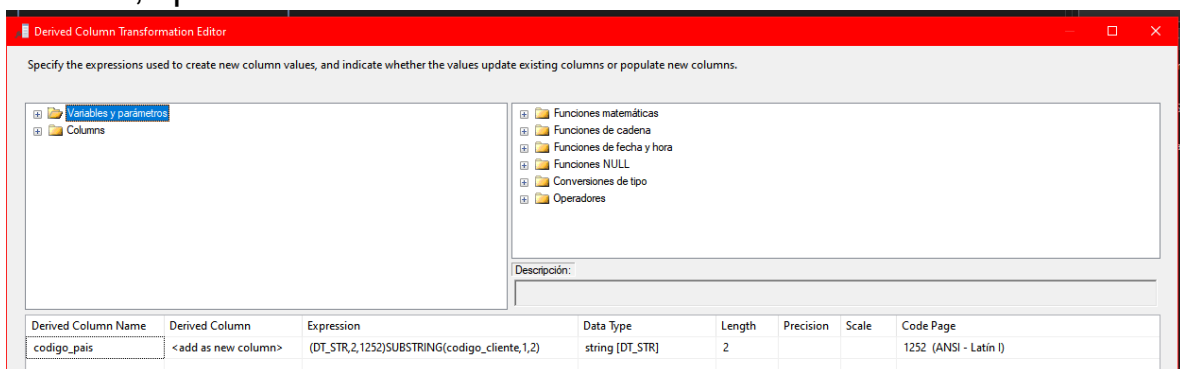 Derived Column Transformation Editor
Specify the expressions used to create new column values, and indicate whether the values update existing columns or populate new columns.
Variables y parámetros
Columns
Funciones matemáticas
Funciones de cadena
Funciones de fecha y hora
Funciones NULL
Conversiones de tipo
Operadores
Descripción:
Derived Column Name Derived Column Expression Data Type Length Precision Scale Code Page
codigo_pais <add as new column> (DT_STR,2,1252)SUBSTRING(codigo_cliente,1,2) string [DT_STR] 2 1252 (ANSI - Latín I)